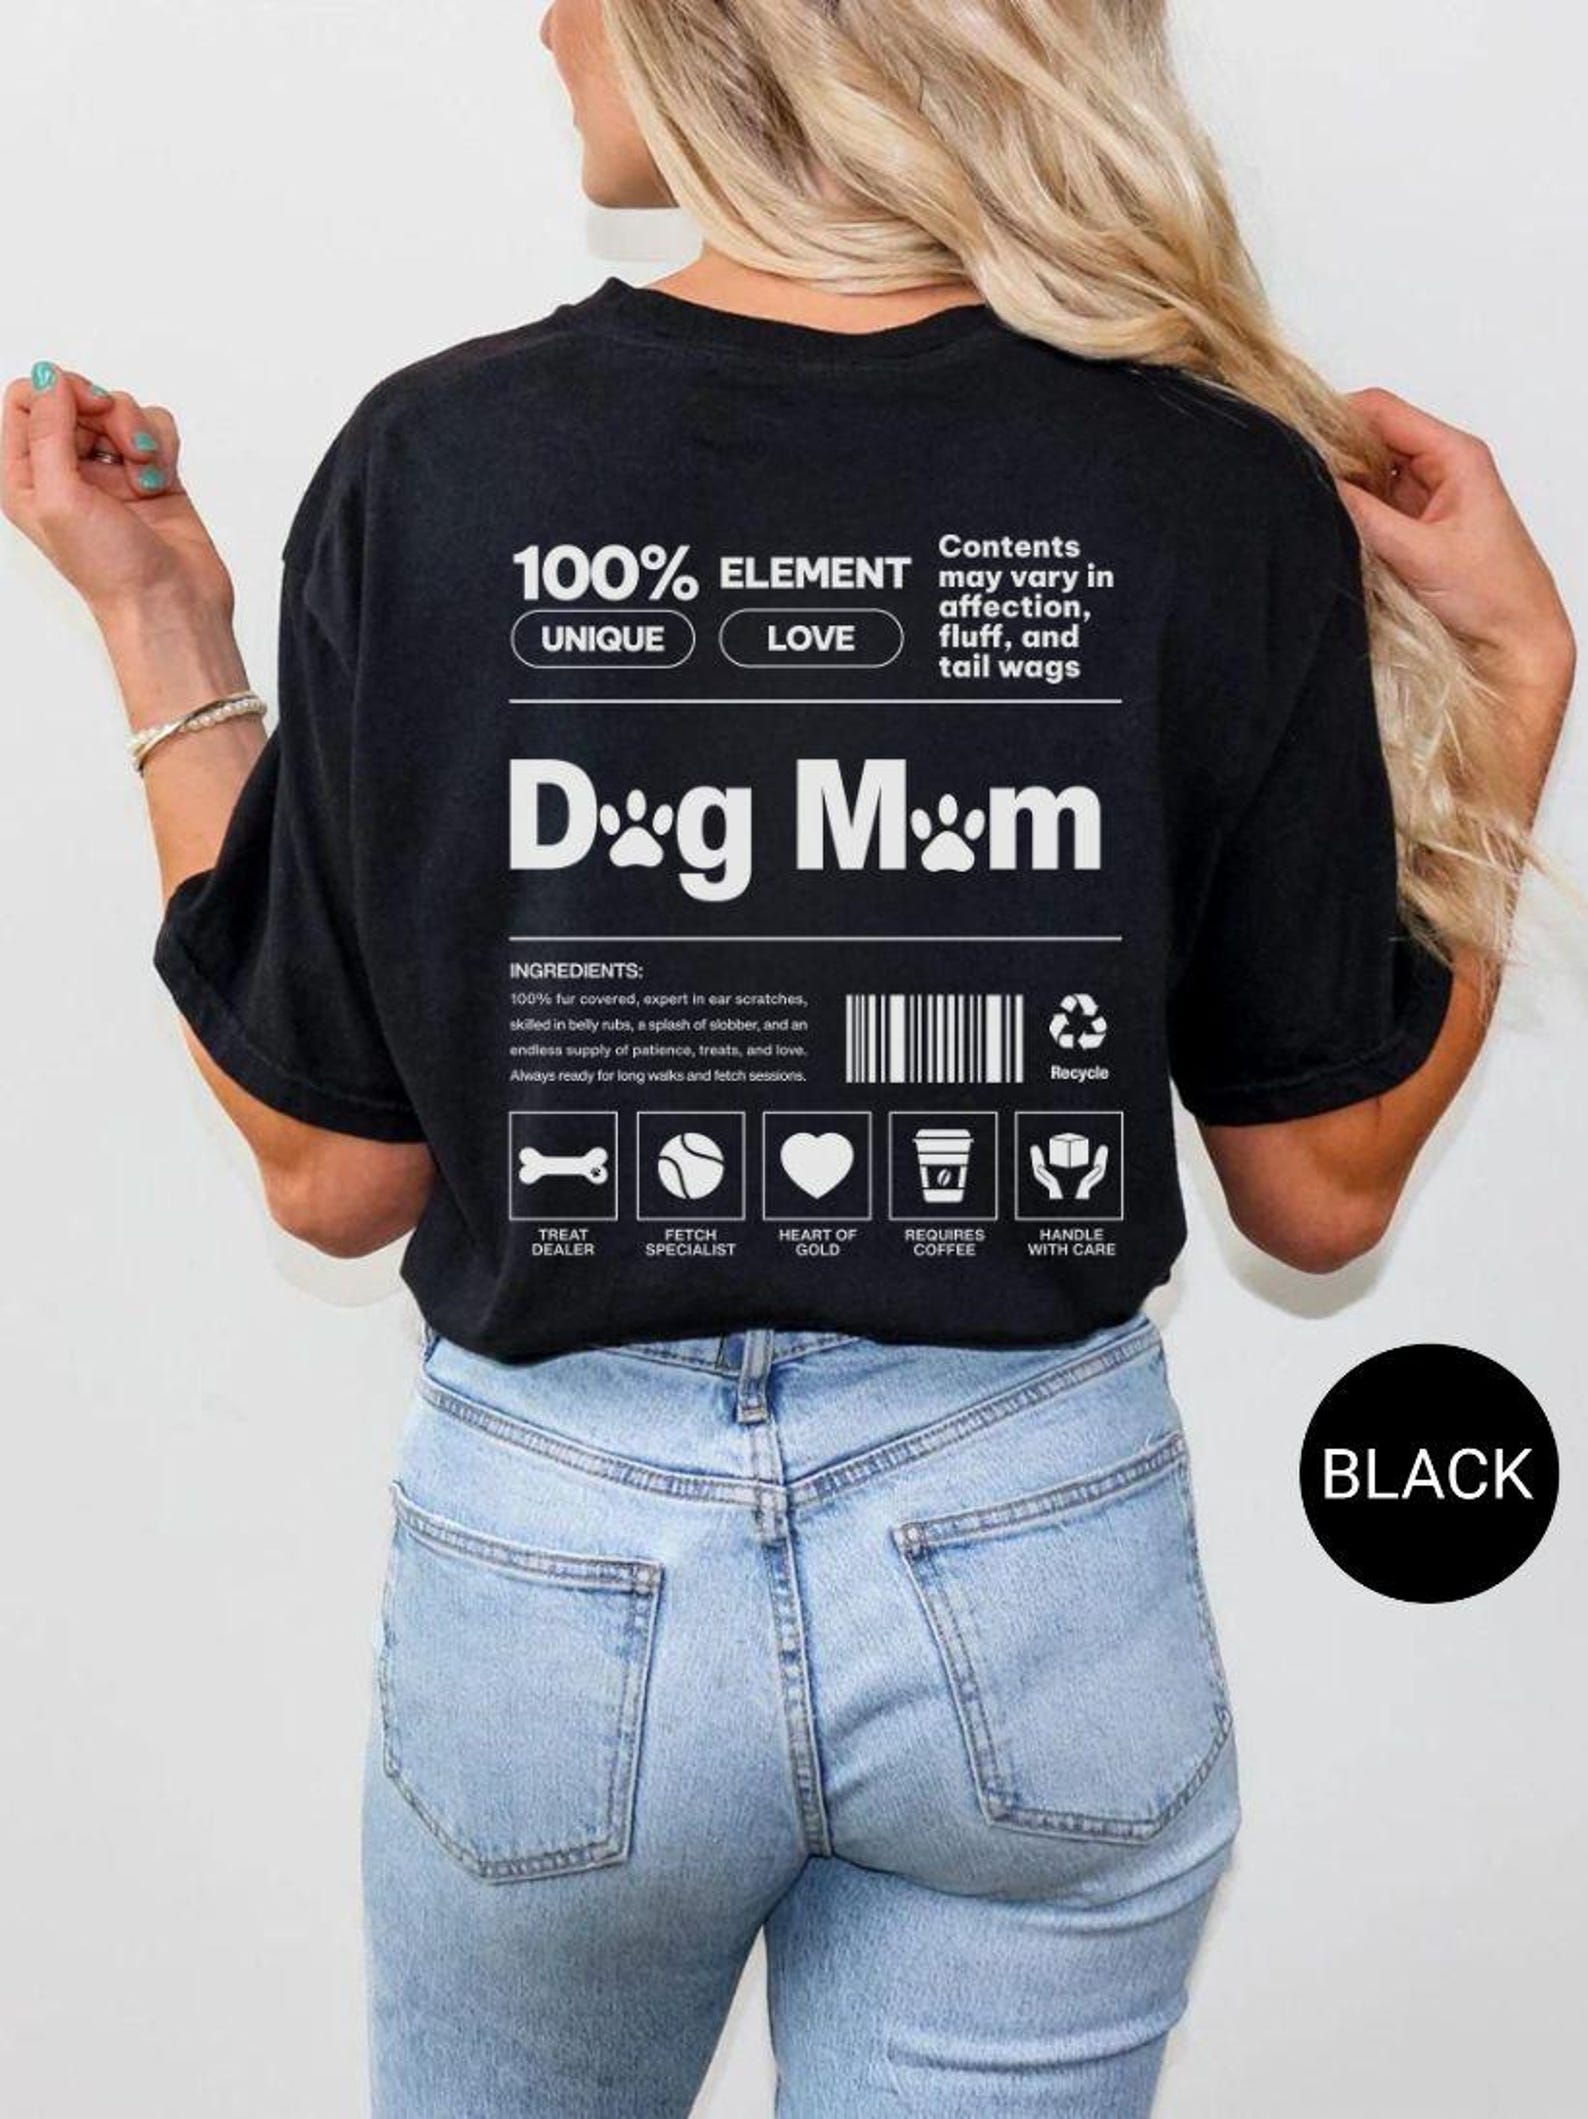 100%
UNIQUE
ELEMENT
LOVE
Contents
may vary in
affection,
fluff, and
tail wags
Dog Mom
INGREDIENTS:
100% fur covered, expert in ear scratches,
skilled in belly rubs, a splash of slobber, and an
endless supply of patience, treats, and love.
Always ready for long walks and fetch sessions.
Recycle
TREAT
DEALER
FETCH
SPECIALIST
HEART OF
GOLD
REQUIRES
COFFEE
HANDLE
WITH CARE
BLACK